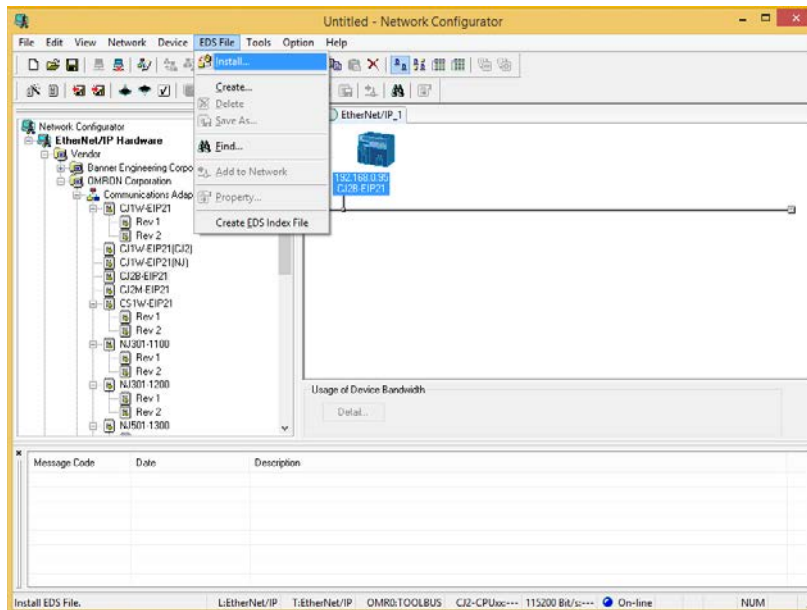 Untitled - Network Configurator
File Edit View Network Device EDS File Tools Option Help
Install...
Create...
Delete
Save As...
Find...
Add to Network
Property...
Create EDS Index File
Network Configurator
EtherNet/IP Hardware
Vendor
Banner Engineering Corpo
OMRON Corporation
Communications Adap
CJ1W-EIP21
Rev 1
Rev 2
CJ1W-EIP21(CJ2)
CJ1W-EIP21(NJ)
CJ2B-EIP21
CJ2M-EIP21
CS1W-EIP21
Rev 1
Rev 2
NJ301-1100
Rev 1
Rev 2
NJ301-1200
Rev 1
Rev 2
NJ501-1300
EtherNet/IP_1
192.168.0.95
CJ2B-EIP21
Usage of Device Bandwidth
Detail...
Message Code Date Description
Install EDS File. L:EtherNet/IP T:EtherNet/IP OMR0:TOOLBUS CJ2-CPUxx:--- 115200 Bit/s:--- On-line NUM